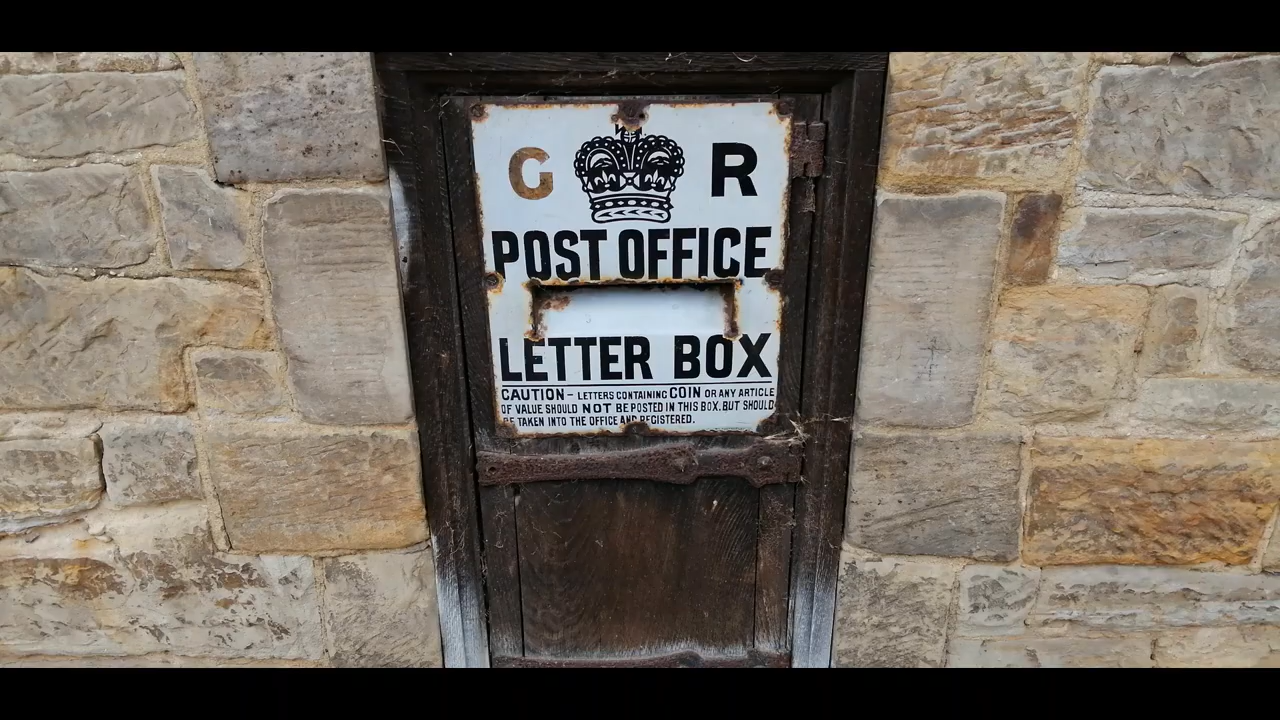 G R
POST OFFICE
LETTER BOX
CAUTION – LETTERS CONTAINING COIN OR ANY ARTICLE
OF VALUE SHOULD NOT BE POSTED IN THIS BOX, BUT SHOULD
BE TAKEN INTO THE OFFICE AND REGISTERED.